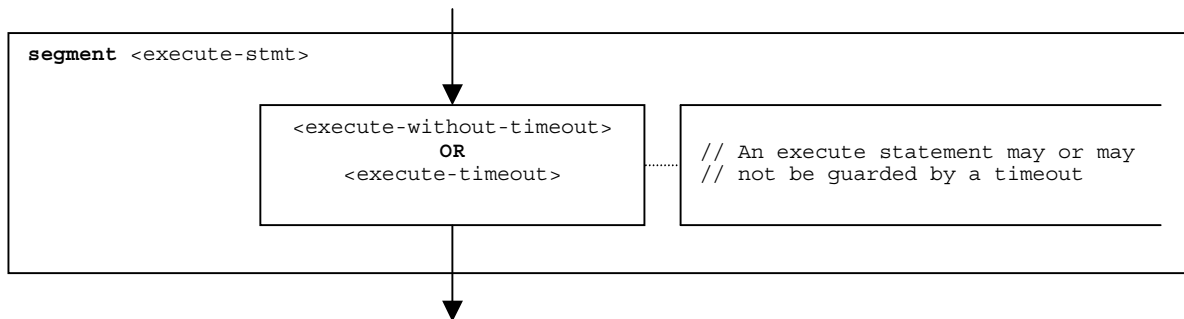 segment <execute-stmt>
<execute-without-timeout>
OR
<execute-timeout>
// An execute statement may or may
// not be guarded by a timeout